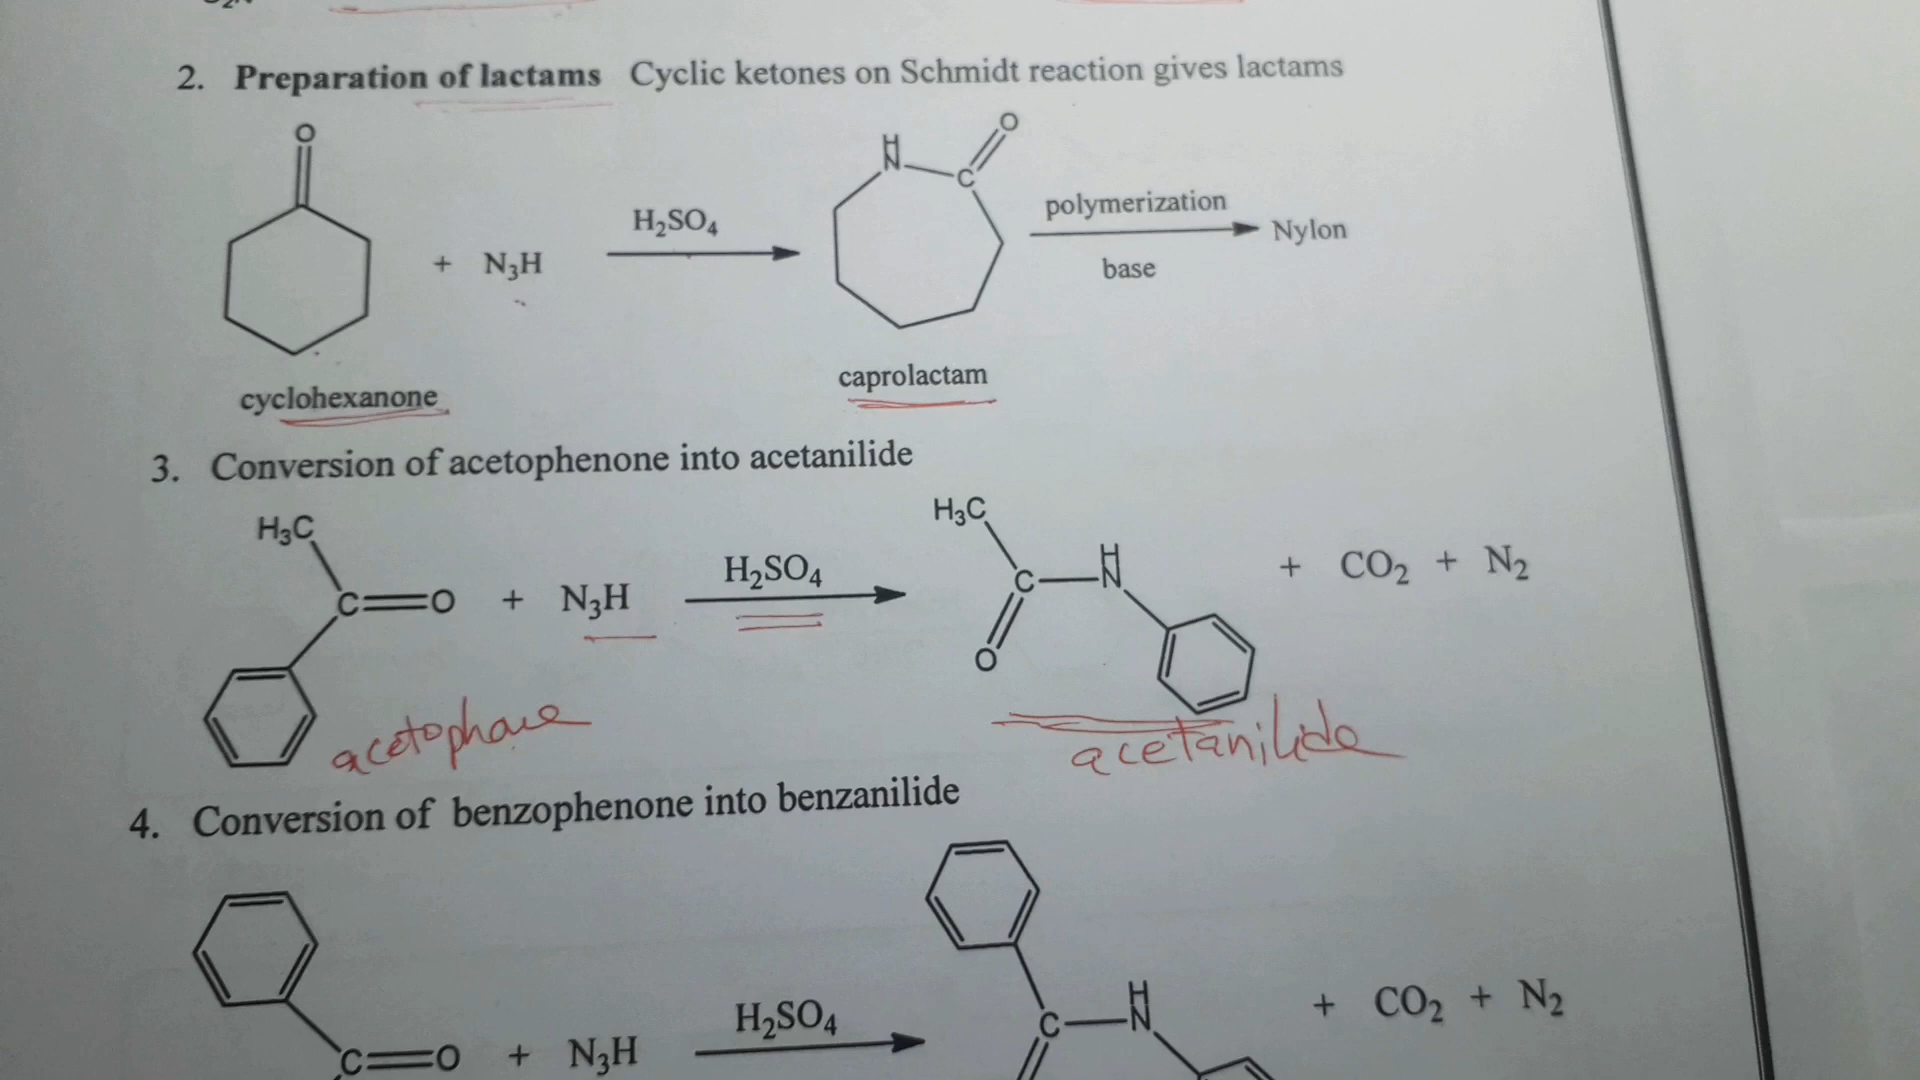 2. Preparation of lactams Cyclic ketones on Schmidt reaction gives lactams
O
H
N
C
O
+ N₃H
H₂SO₄
polymerization
base
Nylon
cyclohexanone
caprolactam
3. Conversion of acetophenone into acetanilide
H₃C
C
O
+ N₃H
H₂SO₄
H₃C
C
H
N
O
+ CO₂ + N₂
acetanilide
4. Conversion of benzophenone into benzanilide
C
O
+ N₃H
H₂SO₄
C
H
N
+ CO₂ + N₂